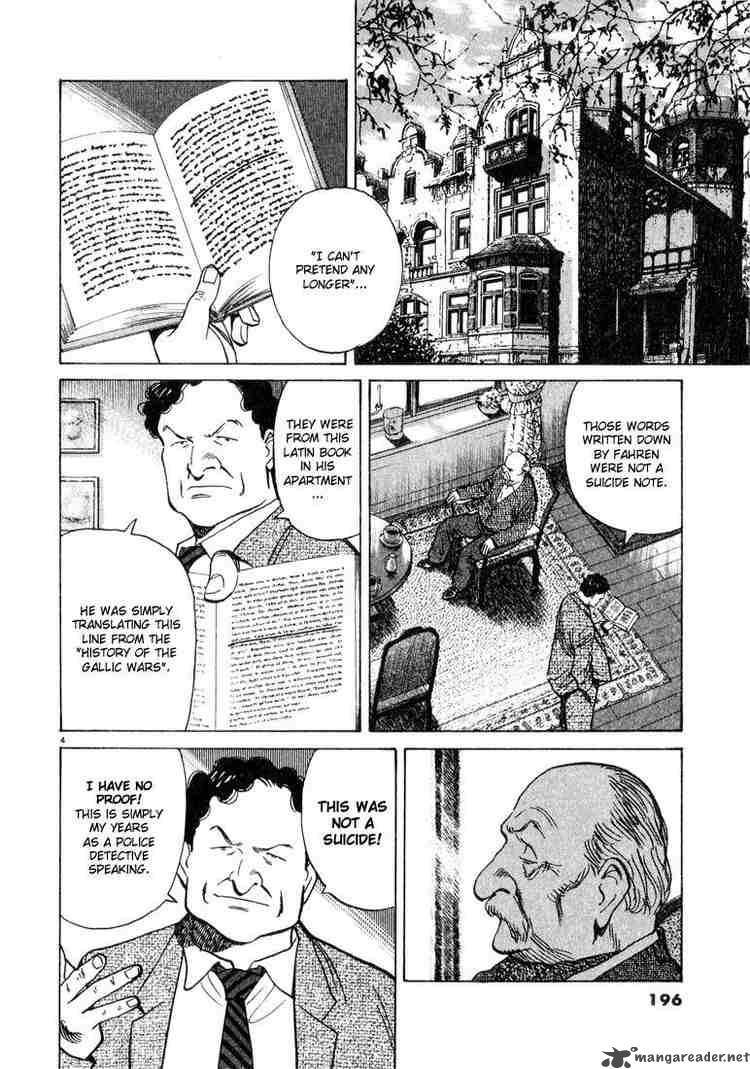 "I CAN'T
PRETEND ANY
LONGER"...
THOSE WORDS
WRITTEN DOWN
BY FAHREN
WERE NOT A
SUICIDE NOTE.
THEY WERE
FROM THIS
LATIN BOOK
IN HIS
APARTMENT
...
HE WAS SIMPLY
TRANSLATING THIS
LINE FROM THE
"HISTORY OF THE
GALLIC WARS".
4
THIS WAS
NOT A
SUICIDE!
I HAVE NO
PROOF!
THIS IS SIMPLY
MY YEARS
AS A POLICE
DETECTIVE
SPEAKING.
196
mangareader.net